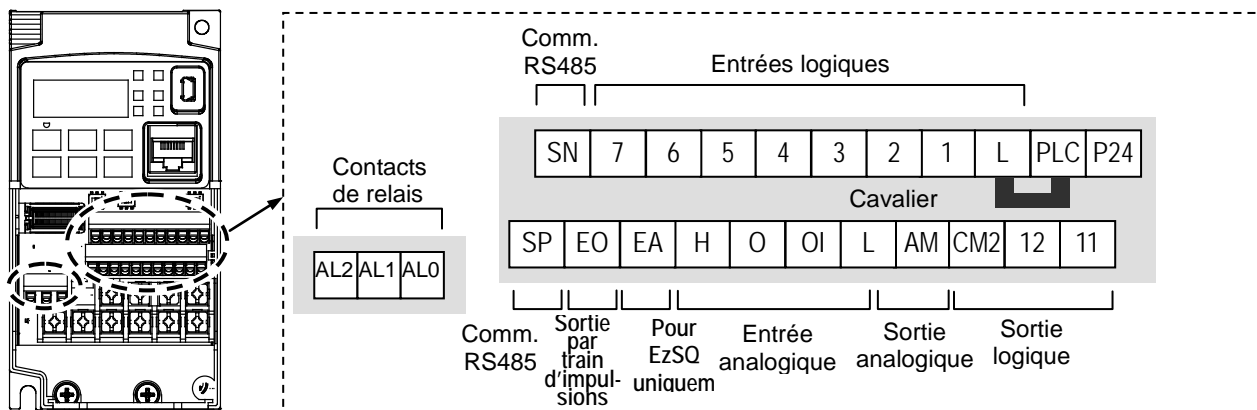 Comm.
RS485
Entrées logiques
SN 7 6 5 4 3 2 1 L PLC P24
Cavalier
Contacts
de relais
AL2 AL1 AL0
SP EO EA H O OI L AM CM2 12 11
Comm.
RS485
Sortie
par
train
d'impul-
sions
Pour
EzSQ
uniquem
Entrée
analogique
Sortie
analogique
Sortie
logique